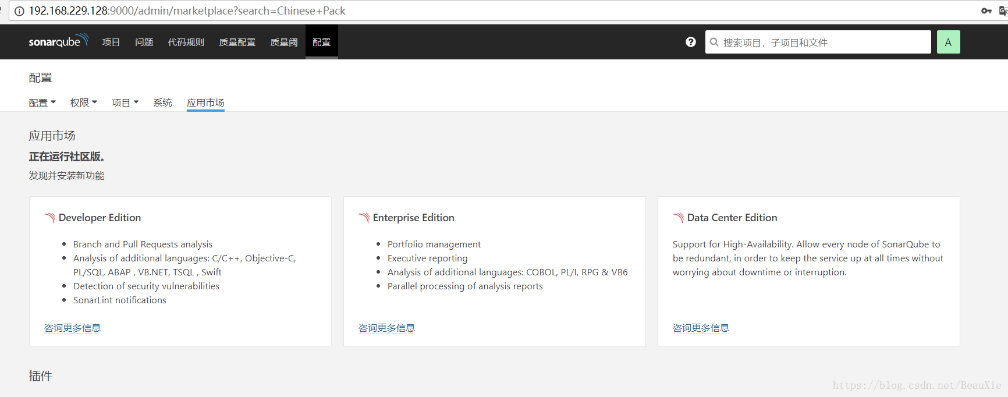 192.168.229.128:9000/admin/marketplace?search=Chinese+Pack
sonarqube 项目 问题 代码规则 质量配置 质量阈 配置 ? 搜索项目、子项目和文件 A
配置
配置 权限 项目 系统 应用市场
应用市场
正在运行社区版。
发现并安装新功能
Developer Edition
Branch and Pull Requests analysis
Analysis of additional languages: C/C++, Objective-C,
PL/SQL, ABAP , VB.NET, TSQL , Swift
Detection of security vulnerabilities
SonarLint notifications
咨询更多信息
Enterprise Edition
Portfolio management
Executive reporting
Analysis of additional languages: COBOL, PL/I, RPG & VB6
Parallel processing of analysis reports
咨询更多信息
Data Center Edition
Support for High-Availability. Allow every node of SonarQube to
be redundant, in order to keep the service up at all times without
worrying about downtime or interruption.
咨询更多信息
插件
https://blog.csdn.net/BeauXie